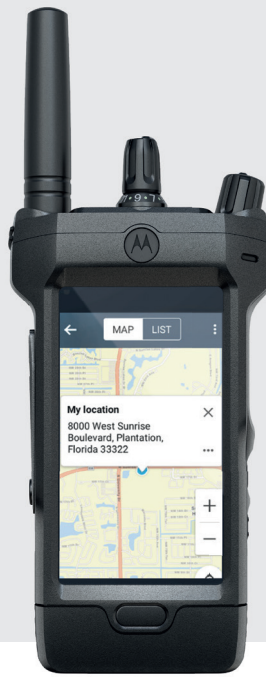 MAP LIST
My location
8000 West Sunrise
Boulevard, Plantation,
Florida 33322